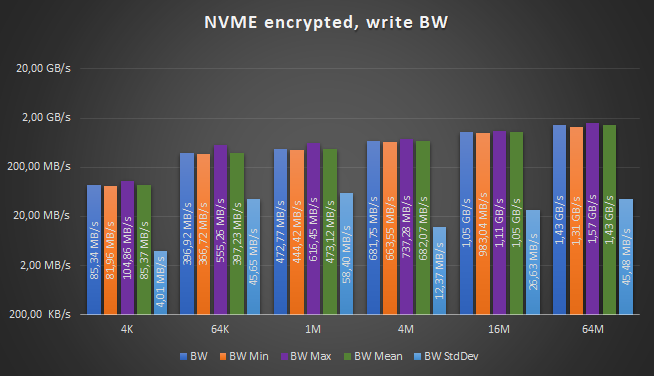 NVME encrypted, write BW
20,00 GB/s
2,00 GB/s
200,00 MB/s
20,00 MB/s
2,00 MB/s
200,00 KB/s
85,34 MB/s
81,96 MB/s
104,86 MB/s
85,37 MB/s
4,01 MB/s
396,92 MB/s
366,72 MB/s
555,26 MB/s
397,23 MB/s
45,65 MB/s
472,77 MB/s
444,42 MB/s
616,45 MB/s
473,12 MB/s
58,40 MB/s
681,75 MB/s
663,55 MB/s
737,28 MB/s
682,07 MB/s
12,37 MB/s
1,05 GB/s
983,04 MB/s
1,11 GB/s
1,05 GB/s
26,63 MB/s
1,43 GB/s
1,31 GB/s
1,57 GB/s
1,43 GB/s
45,48 MB/s
4K 64K 1M 4M 16M 64M
BW BW Min BW Max BW Mean BW StdDev